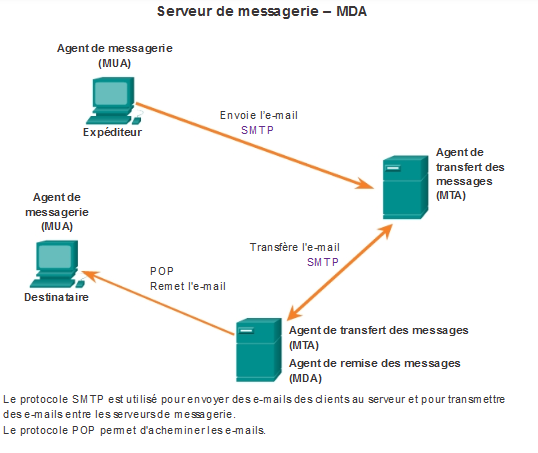 Serveur de messagerie – MDA
Agent de messagerie
(MUA)
Expéditeur
Envoie l'e-mail
SMTP
Agent de
transfert des
messages
(MTA)
Agent de
messagerie
(MUA)
Destinataire
Transfère l'e-mail
SMTP
POP
Remet l'e-mail
Agent de transfert des messages
(MTA)
Agent de remise des messages
(MDA)
Le protocole SMTP est utilisé pour envoyer des e-mails des clients au serveur et pour transmettre
des e-mails entre les serveurs de messagerie.
Le protocole POP permet d'acheminer les e-mails.